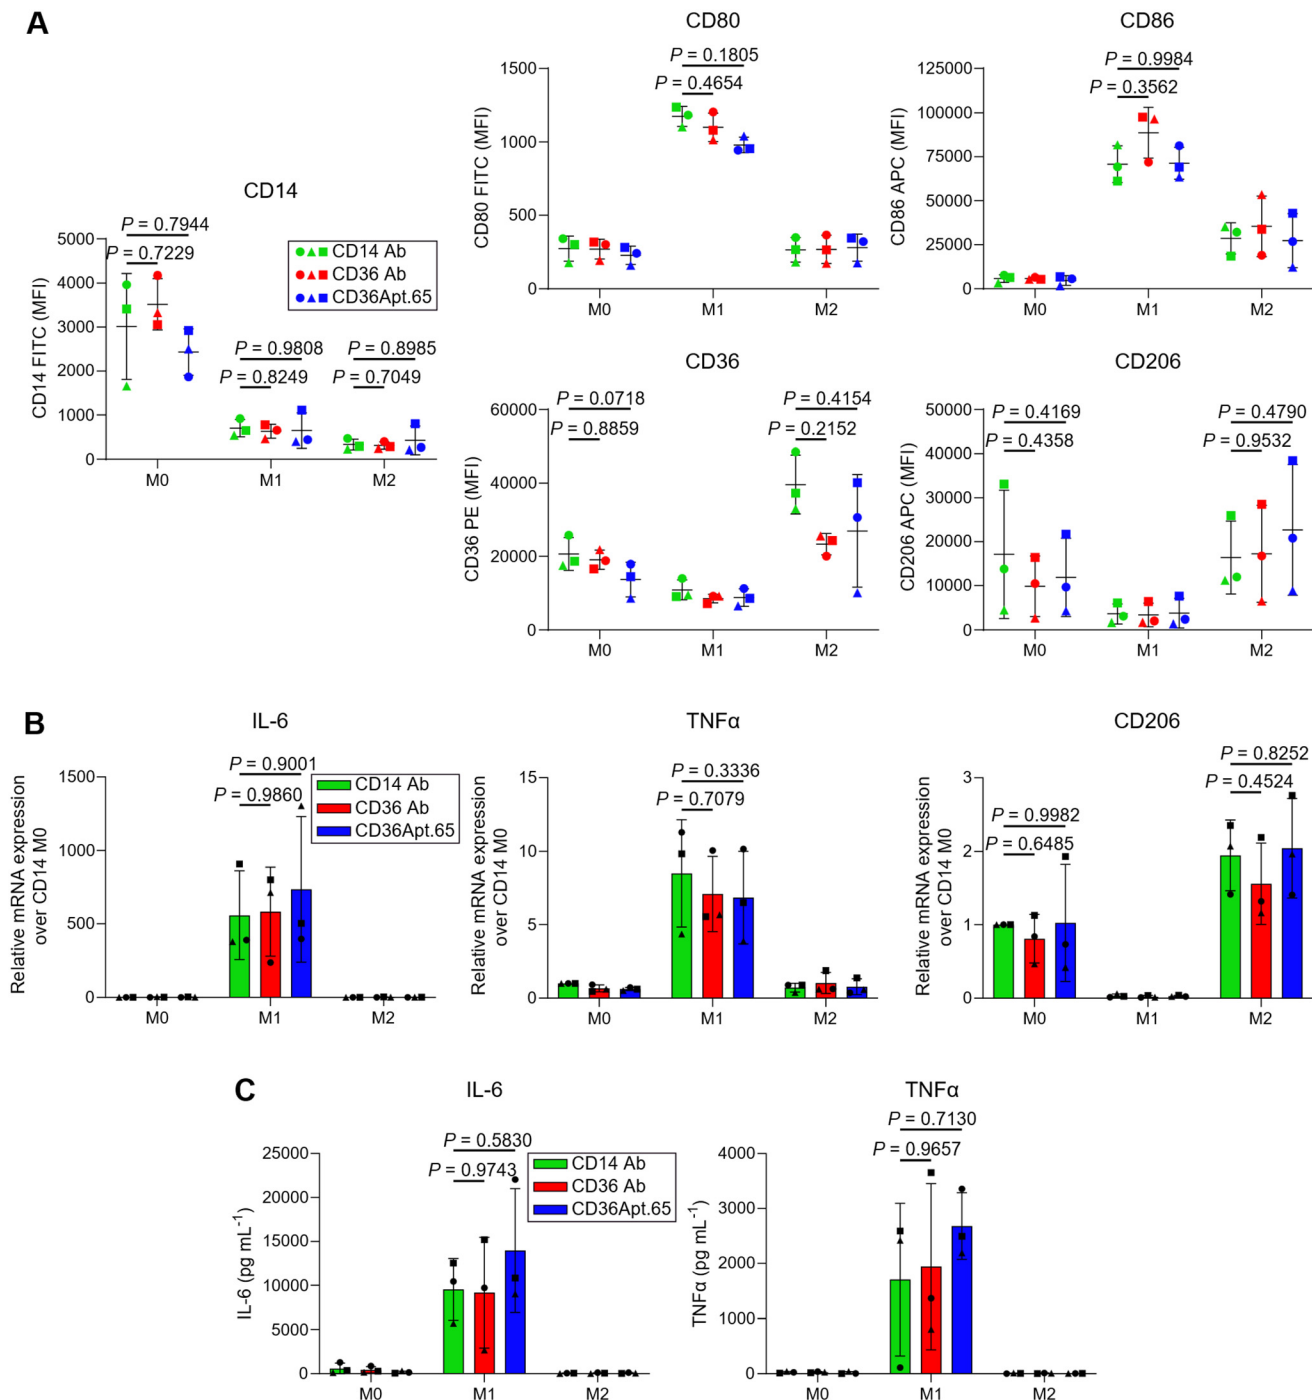 A
CD14
P = 0.7944
P = 0.7229
CD14 FITC (MFI)
5000
4000
3000
2000
1000
0
P = 0.9808
P = 0.8249
P = 0.8985
P = 0.7049
M0 M1 M2
CD14 Ab
CD36 Ab
CD36Apt.65
CD80
P = 0.1805
P = 0.4654
CD80 FITC (MFI)
1500
1000
500
0
M0 M1 M2
CD86
P = 0.9984
P = 0.3562
CD86 APC (MFI)
125000
100000
75000
50000
25000
0
M0 M1 M2
CD36
P = 0.0718
P = 0.8859
P = 0.4154
P = 0.2152
CD36 PE (MFI)
60000
40000
20000
0
M0 M1 M2
CD206
P = 0.4169
P = 0.4358
P = 0.4790
P = 0.9532
CD206 APC (MFI)
50000
40000
30000
20000
10000
0
M0 M1 M2
B
IL-6
P = 0.9001
P = 0.9860
Relative mRNA expression
over CD14 M0
1500
1000
500
0
M0 M1 M2
CD14 Ab
CD36 Ab
CD36Apt.65
TNFα
P = 0.3336
P = 0.7079
Relative mRNA expression
over CD14 M0
15
10
5
0
M0 M1 M2
CD206
P = 0.8252
P = 0.4524
P = 0.9982
P = 0.6485
Relative mRNA expression
over CD14 M0
3
2
1
0
M0 M1 M2
C
IL-6
P = 0.5830
P = 0.9743
IL-6 (pg mL⁻¹)
25000
20000
15000
10000
5000
0
M0 M1 M2
CD14 Ab
CD36 Ab
CD36Apt.65
TNFα
P = 0.7130
P = 0.9657
TNFα (pg mL⁻¹)
4000
3000
2000
1000
0
M0 M1 M2